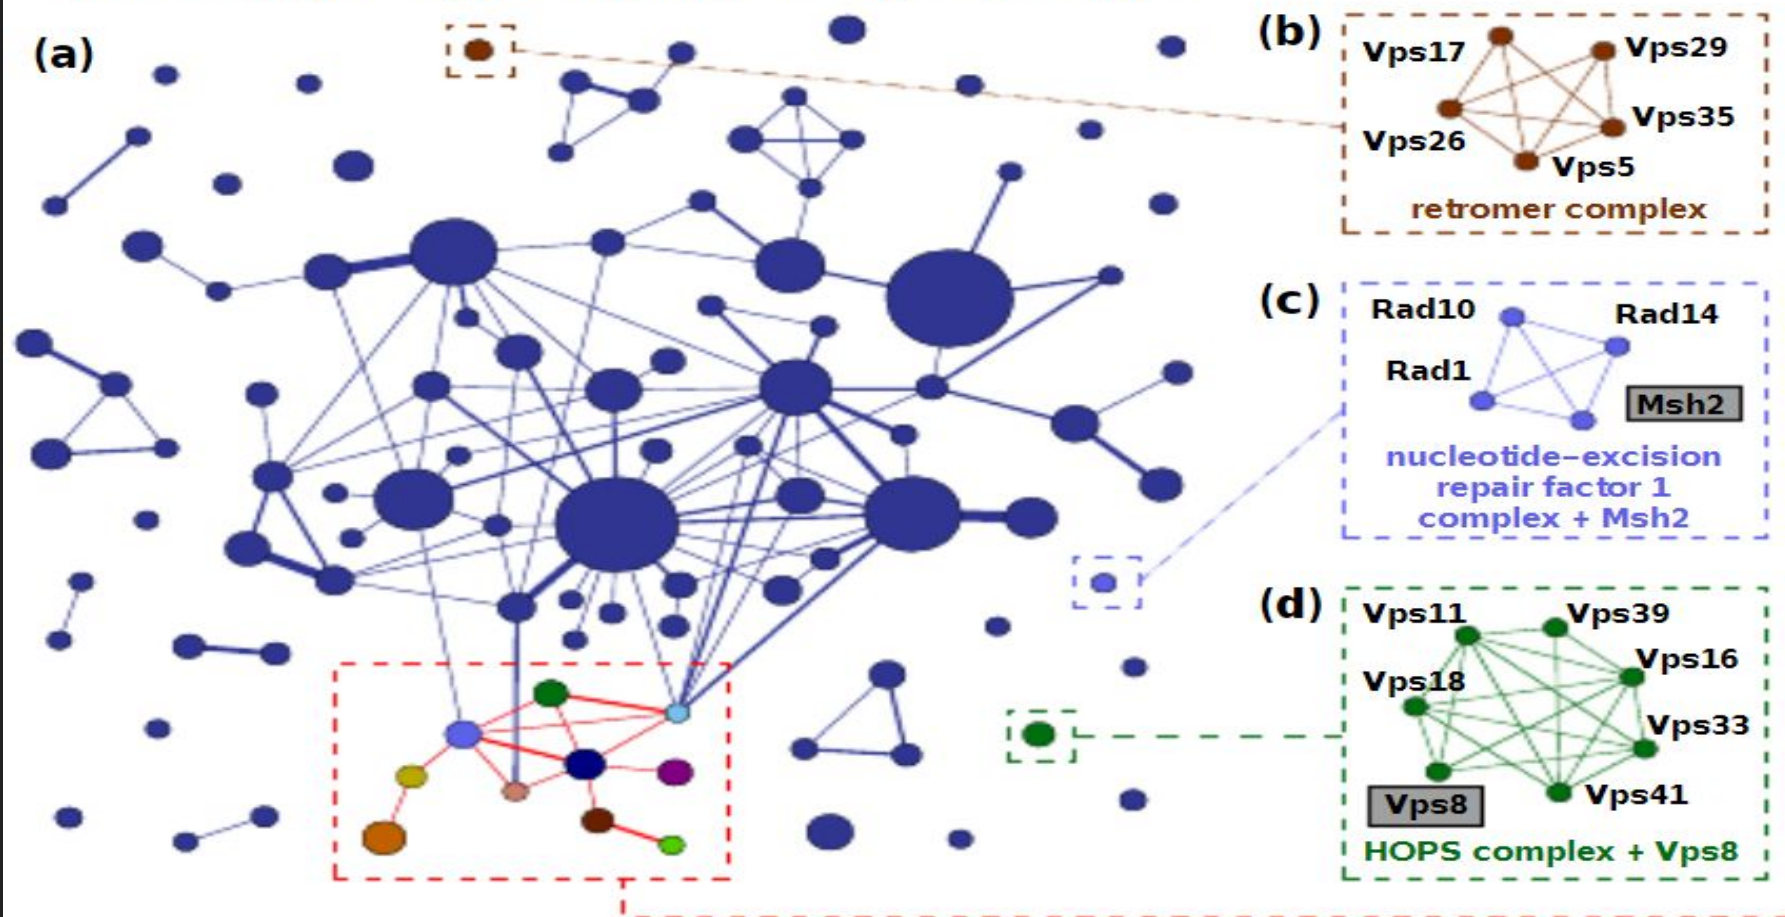 (a)
(b)
Vps17
Vps29
Vps35
Vps26
Vps5
retromer complex
(c)
Rad10
Rad14
Rad1
Msh2
nucleotide-excision
repair factor 1
complex + Msh2
(d)
Vps11
Vps39
Vps16
Vps18
Vps33
Vps8
Vps41
HOPS complex + Vps8